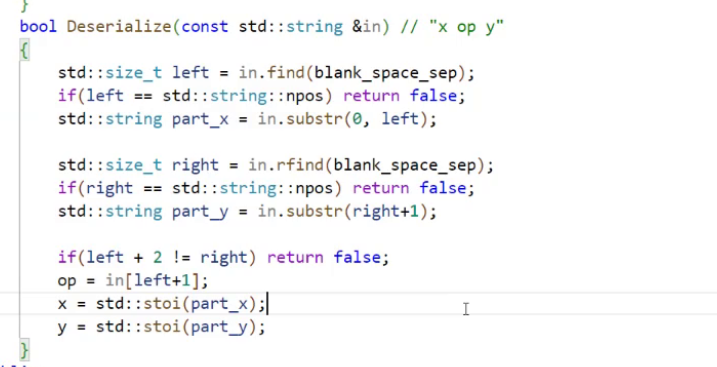 }
bool Deserialize(const std::string &in) // "x op y"
{
std::size_t left = in.find(blank_space_sep);
if(left == std::string::npos) return false;
std::string part_x = in.substr(0, left);
std::size_t right = in.rfind(blank_space_sep);
if(right == std::string::npos) return false;
std::string part_y = in.substr(right+1);
if(left + 2 != right) return false;
op = in[left+1];
x = std::stoi(part_x);
y = std::stoi(part_y);
}